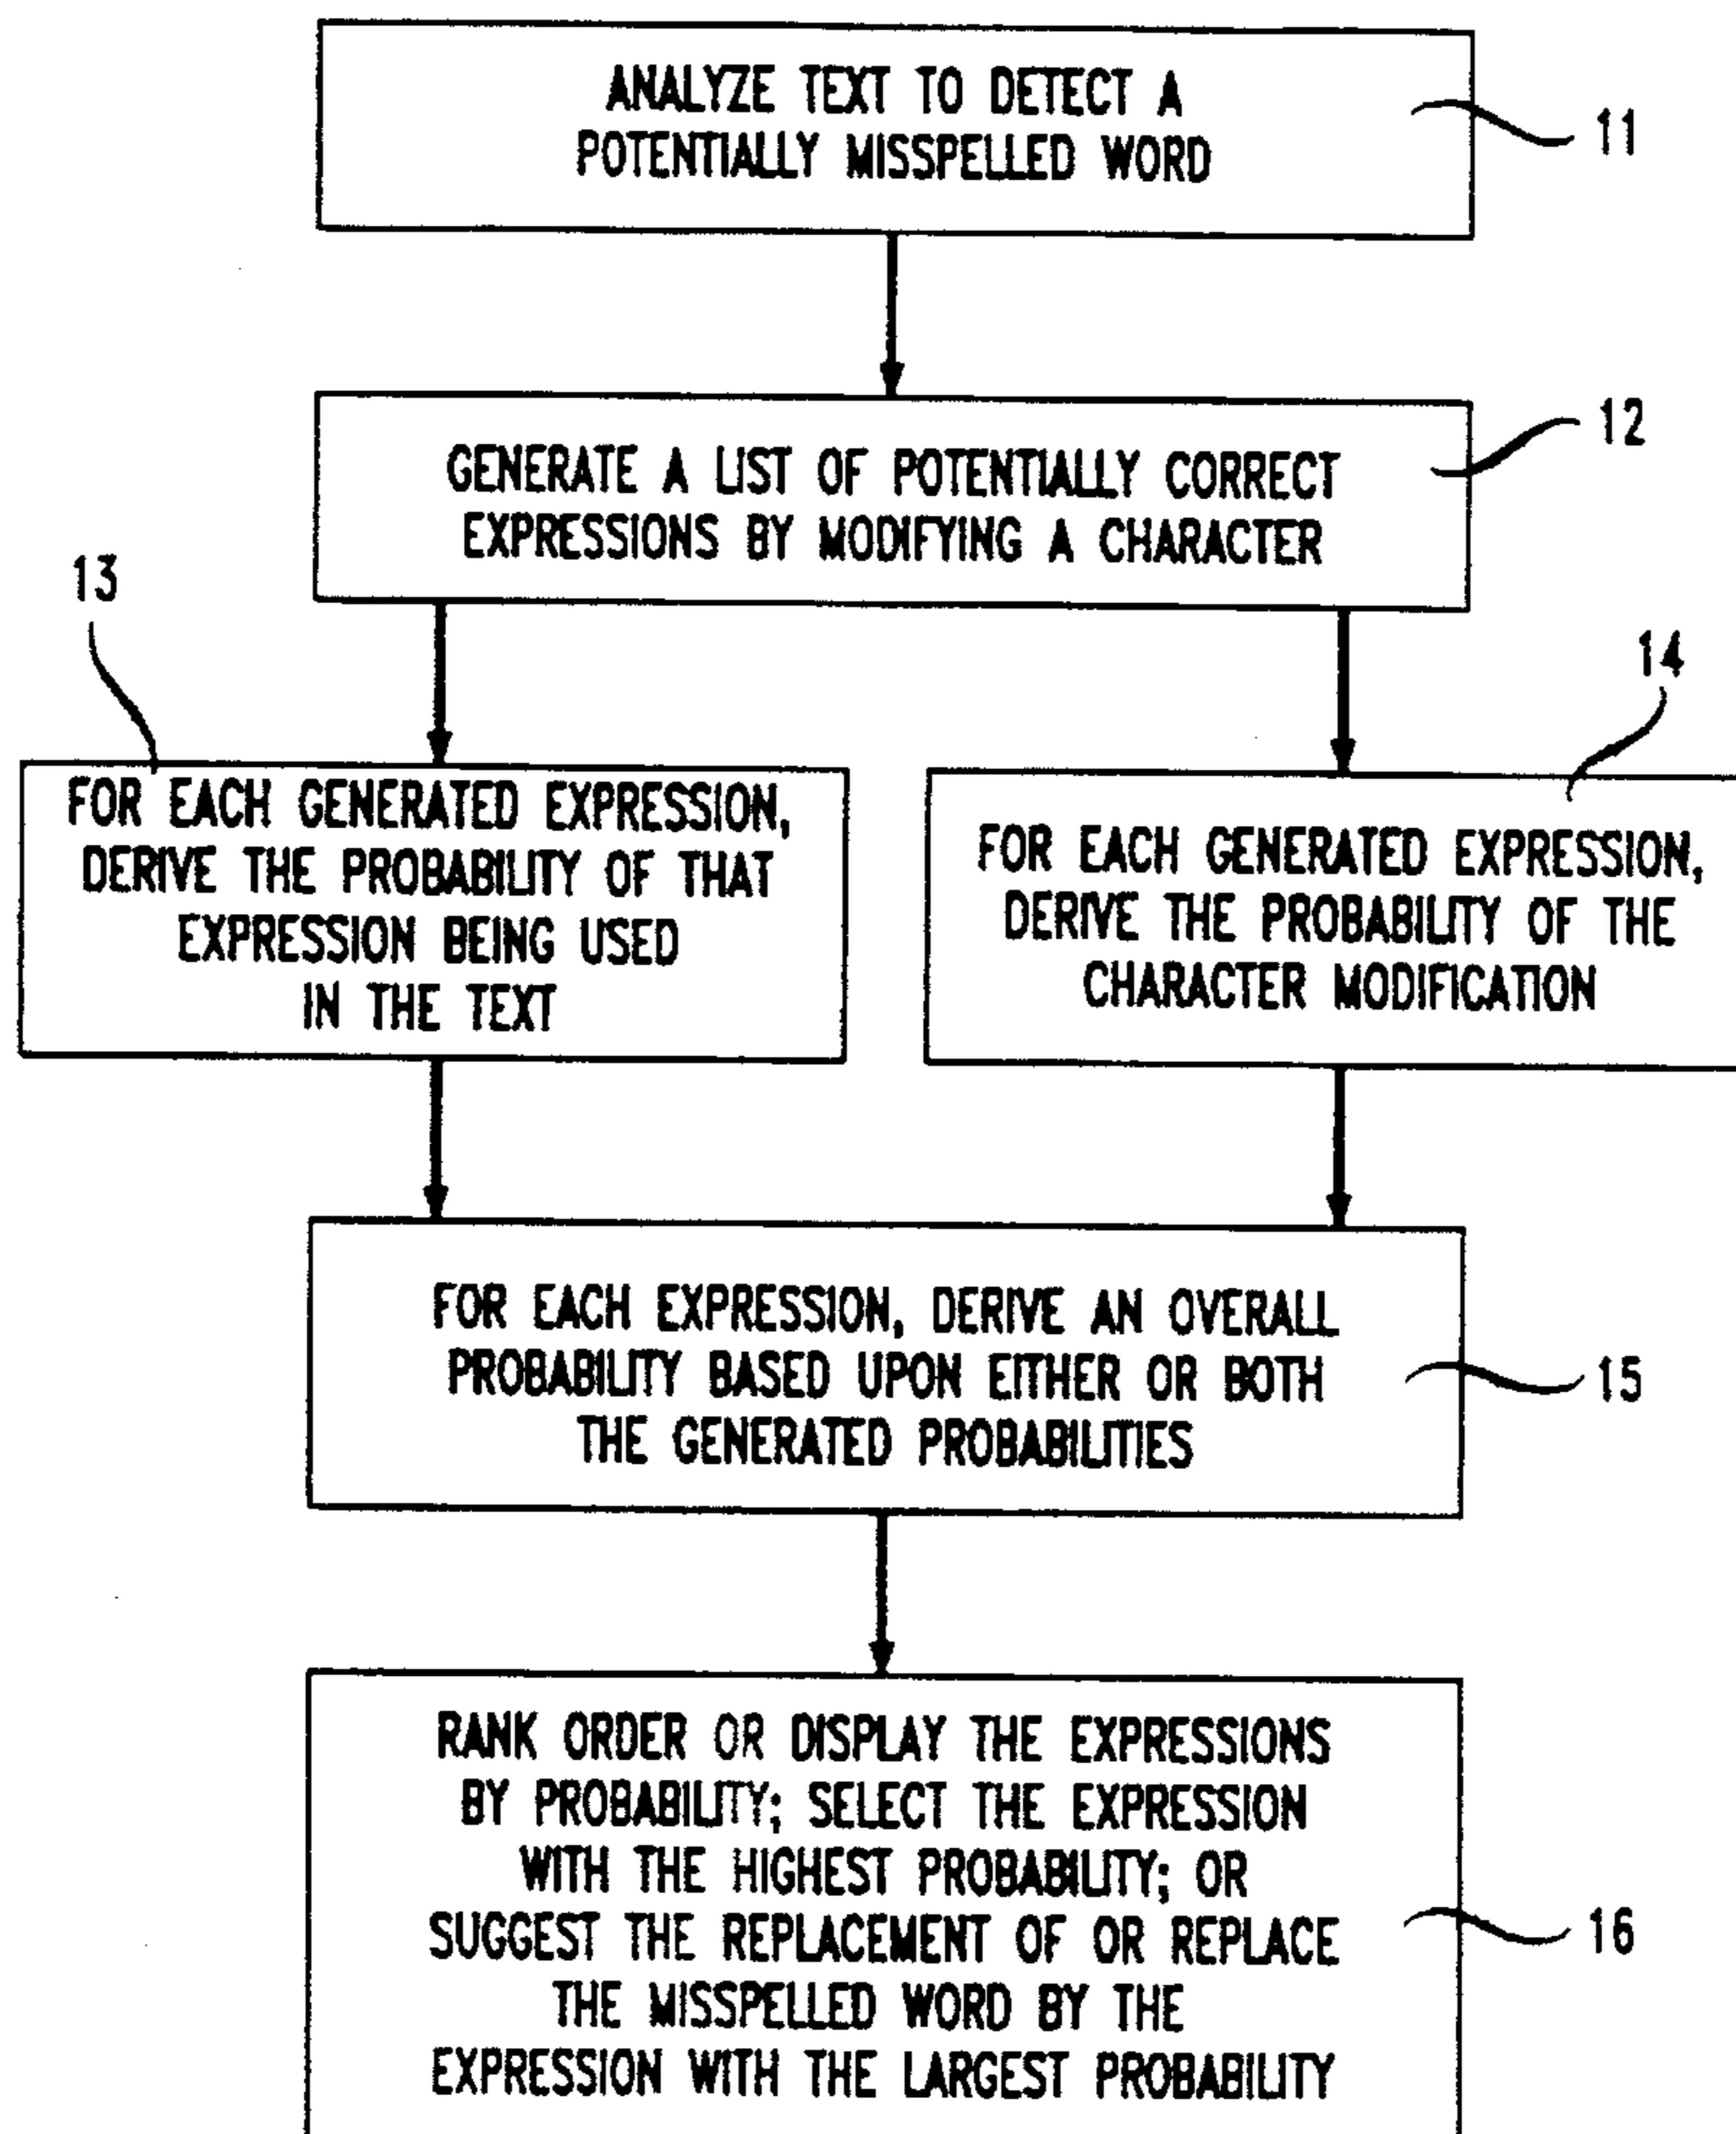 ANALYZE TEXT TO DETECT A
POTENTIALLY MISSPELLED WORD
11
GENERATE A LIST OF POTENTIALLY CORRECT
EXPRESSIONS BY MODIFYING A CHARACTER
12
13
FOR EACH GENERATED EXPRESSION,
DERIVE THE PROBABILITY OF THAT
EXPRESSION BEING USED
IN THE TEXT
14
FOR EACH GENERATED EXPRESSION,
DERIVE THE PROBABILITY OF THE
CHARACTER MODIFICATION
FOR EACH EXPRESSION, DERIVE AN OVERALL
PROBABILITY BASED UPON EITHER OR BOTH
THE GENERATED PROBABILITIES
15
RANK ORDER OR DISPLAY THE EXPRESSIONS
BY PROBABILITY; SELECT THE EXPRESSION
WITH THE HIGHEST PROBABILITY; OR
SUGGEST THE REPLACEMENT OF OR REPLACE
THE MISSPELLED WORD BY THE
EXPRESSION WITH THE LARGEST PROBABILITY
16